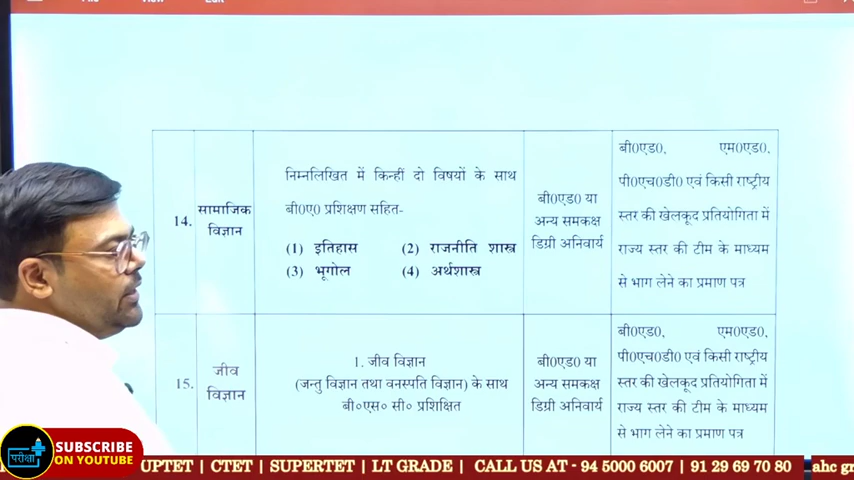 14.
सामाजिक
विज्ञान
निम्नलिखित में किन्हीं दो विषयों के साथ
बी0ए0 प्रशिक्षण सहित-
(1) इतिहास (2) राजनीति शास्त्र
(3) भूगोल (4) अर्थशास्त्र
बी0एड0 या
अन्य समकक्ष
डिग्री अनिवार्य
बी0एड0, एम0एड0,
पी0एच0डी0 एवं किसी राष्ट्रीय
स्तर की खेलकूद प्रतियोगिता में
राज्य स्तर की टीम के माध्यम
से भाग लेने का प्रमाण पत्र
15.
जीव
विज्ञान
1. जीव विज्ञान
(जन्तु विज्ञान तथा वनस्पति विज्ञान) के साथ
बी०एस० सी० प्रशिक्षित
बी0एड0 या
अन्य समकक्ष
डिग्री अनिवार्य
बी0एड0, एम0एड0,
पी0एच0डी0 एवं किसी राष्ट्रीय
स्तर की खेलकूद प्रतियोगिता में
राज्य स्तर की टीम के माध्यम
से भाग लेने का प्रमाण पत्र
परीक्षा
SUBSCRIBE
ON YOUTUBE
UPTET | CTET | SUPERTET | LT GRADE | CALL US AT - 94 5000 6007 | 91 29 69 70 80
ahc gr